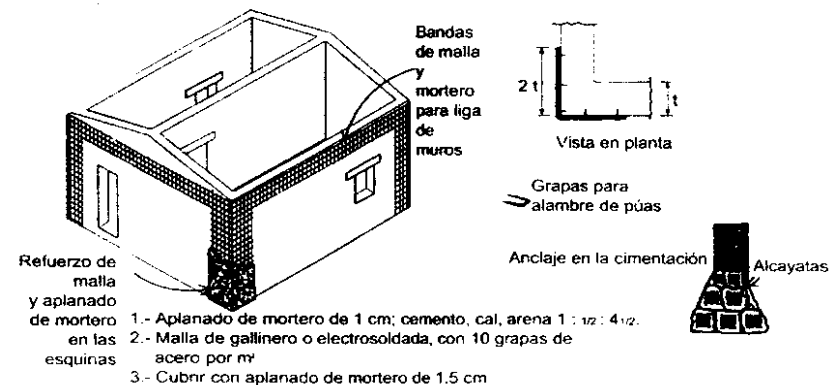 Bandas
de malla
y
mortero
para liga
de
muros
2 t
t
Vista en planta
Grapas para
alambre de púas
Anclaje en la cimentación
Alcayatas
Refuerzo de
malla
y aplanado
de mortero
en las
esquinas
1.- Aplanado de mortero de 1 cm; cemento, cal, arena 1 : 1/2 : 4 1/2.
2.- Malla de gallinero o electrosoldada, con 10 grapas de
acero por m²
3.- Cubrir con aplanado de mortero de 1.5 cm